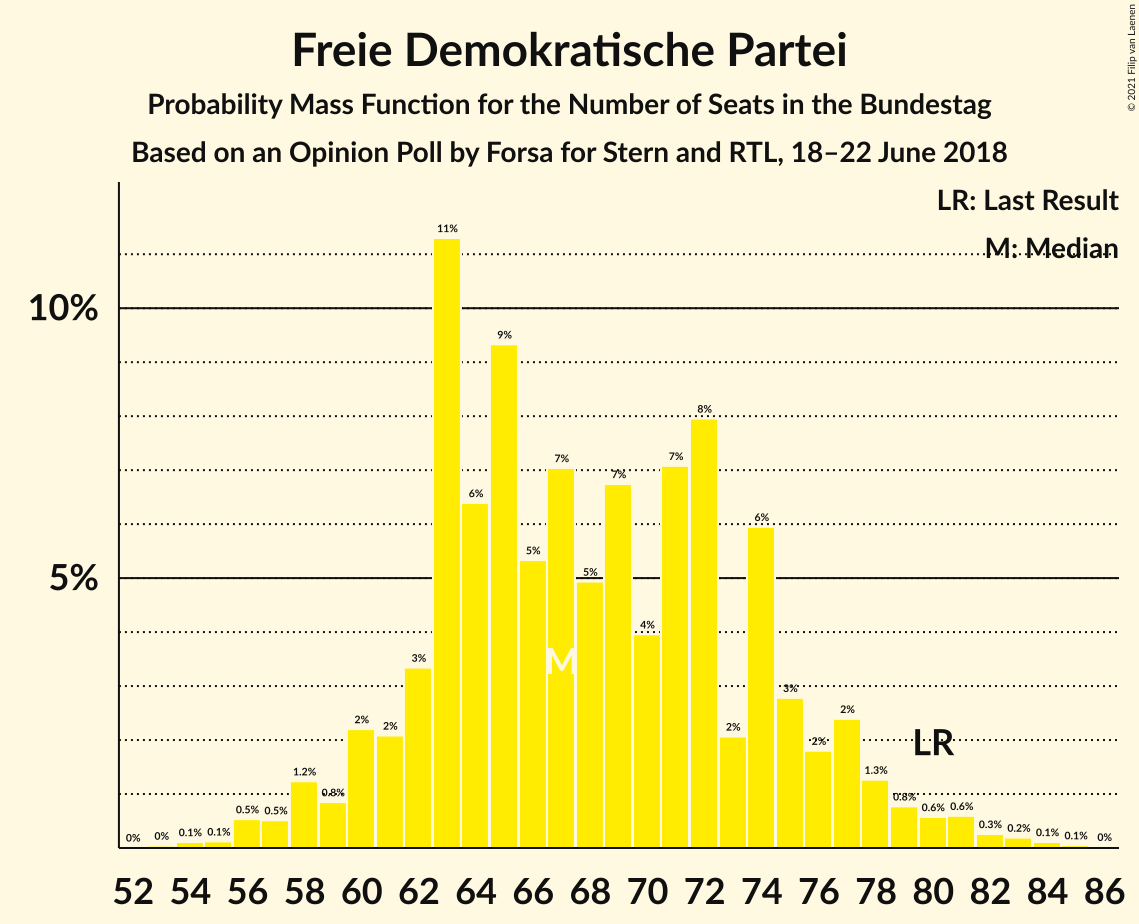 Freie Demokratische Partei
Probability Mass Function for the Number of Seats in the Bundestag
Based on an Opinion Poll by Forsa for Stern and RTL, 18–22 June 2018
© 2021 Filip van Laenen
LR: Last Result
M: Median
10%
5%
0% 0% 0.1% 0.1% 0.5% 0.5% 1.2% 0.8% 2% 2% 3% 11% 6% 9% 5% 7% 5% 7% 4% 7% 8% 2% 6% 3% 2% 2% 1.3% 0.8% 0.6% 0.6% 0.3% 0.2% 0.1% 0.1% 0%
M
LR
52 54 56 58 60 62 64 66 68 70 72 74 76 78 80 82 84 86